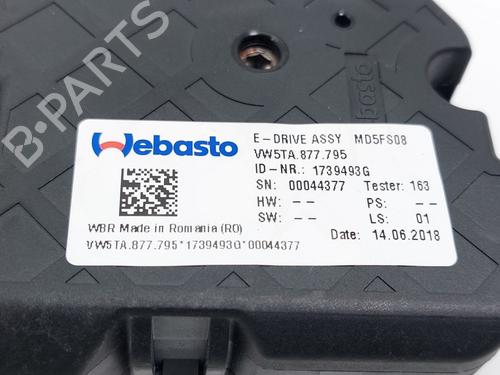 B-PARTS
basto
Webasto
E-DRIVE ASSY MD5FS08
VW5TA.877.795
ID-NR.: 1739493G
SN: 00044377 Tester: 163
HW: -- PS: --
SW: -- LS: 01
WBR Made in Romania (RO) Date: 14.06.2018
VW5TA.877.795*1739493G*00044377